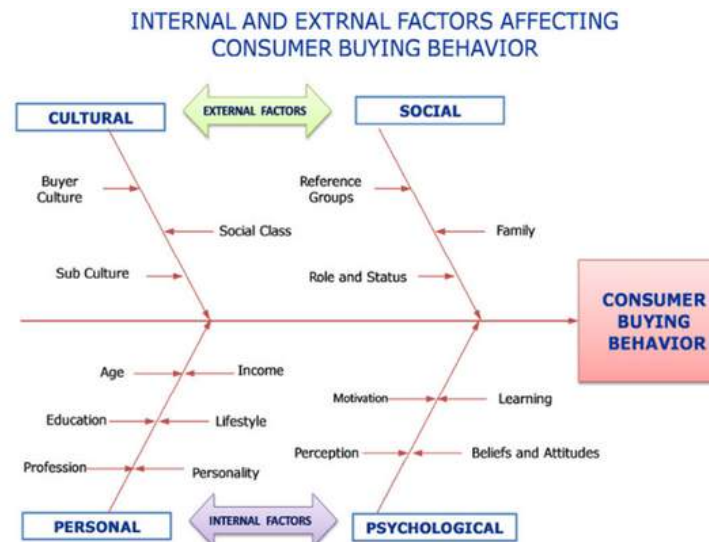 INTERNAL AND EXTRNAL FACTORS AFFECTING
CONSUMER BUYING BEHAVIOR
CULTURAL
EXTERNAL FACTORS
SOCIAL
Buyer
Culture
Reference
Groups
Social Class
Family
Sub Culture
Role and Status
CONSUMER
BUYING
BEHAVIOR
Age
Income
Motivation
Learning
Education
Lifestyle
Perception
Beliefs and Attitudes
Profession
Personality
PERSONAL
INTERNAL FACTORS
PSYCHOLOGICAL